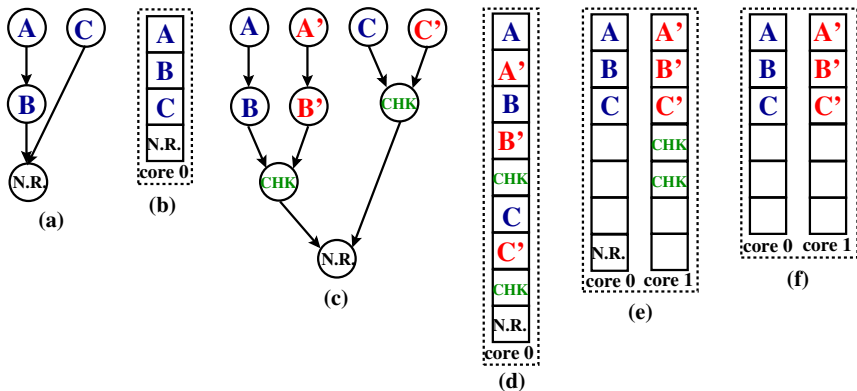 A C
B
N.R.
(a)
A
B
C
N.R.
core 0
(b)
A A' C C'
B B' CHK
CHK
N.R.
(c)
A
A'
B
B'
CHK
C
C'
CHK
N.R.
core 0
(d)
A A'
B B'
C C'
CHK
CHK
N.R.
core 0 core 1
(e)
A A'
B B'
C C'
core 0 core 1
(f)